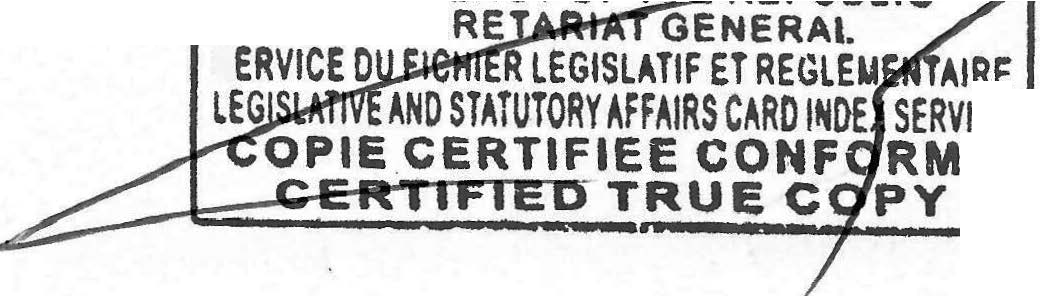 RETARIAT GENERAL
ERVICE DU FICHIER LEGISLATIF ET REGLEMENTAIRE
LEGISLATIVE AND STATUTORY AFFAIRS CARD INDEX SERVI
COPIE CERTIFIEE CONFORM
CERTIFIED TRUE COPY